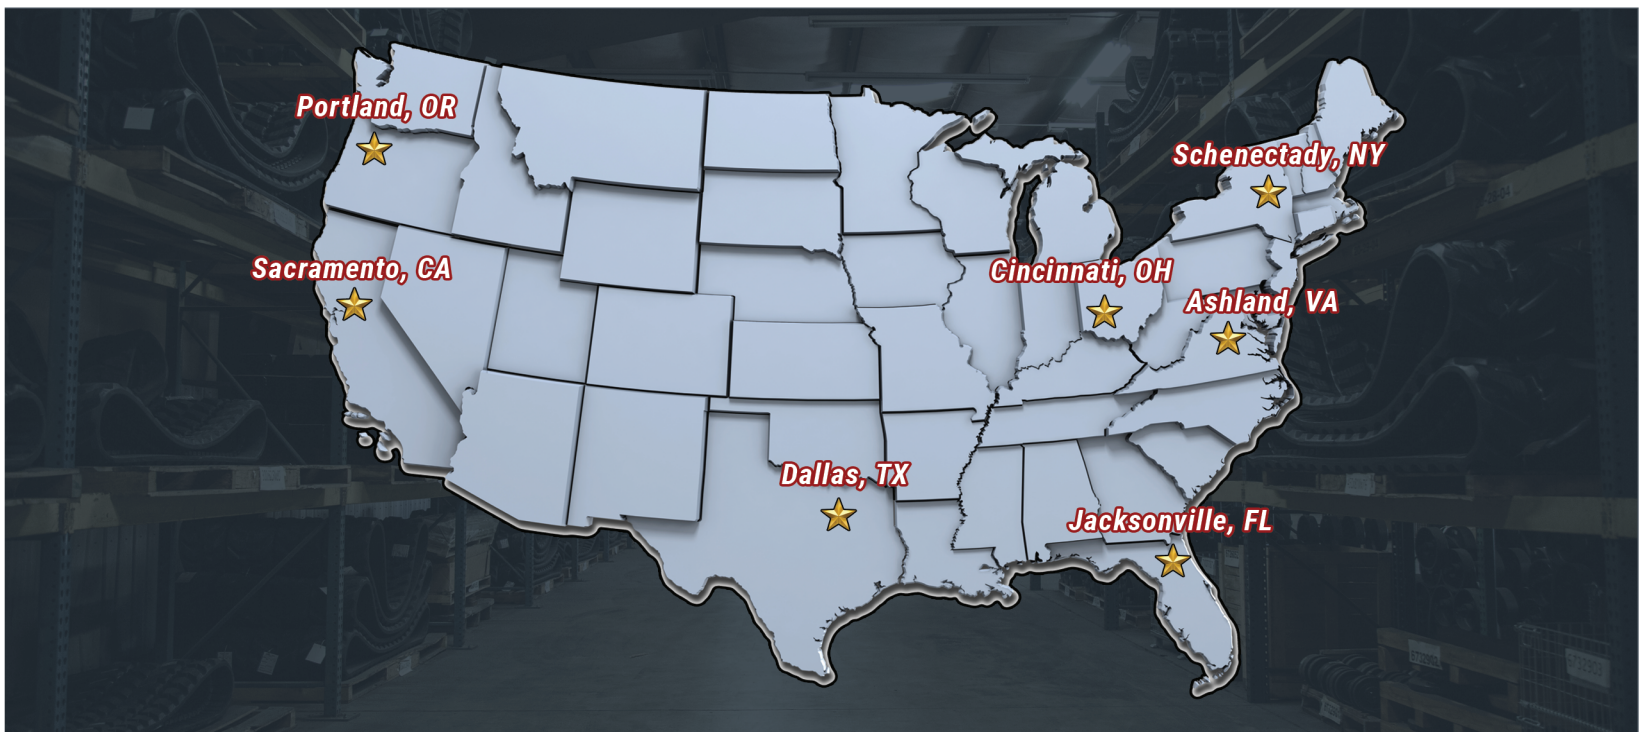 Portland, OR
Schenectady, NY
Sacramento, CA
Cincinnati, OH
Ashland, VA
Dallas, TX
Jacksonville, FL